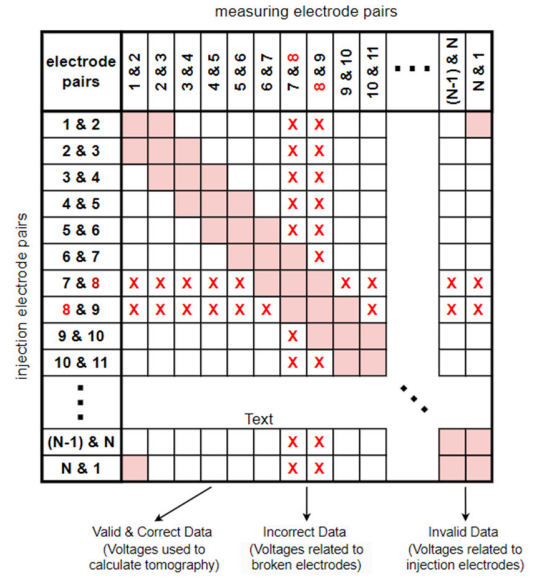 measuring electrode pairs
electrode pairs
1 & 2
2 & 3
3 & 4
4 & 5
5 & 6
6 & 7
7 & 8
8 & 9
9 & 10
10 & 11
...
(N-1) & N
N & 1
injection electrode pairs
1 & 2 X X
2 & 3 X X
3 & 4 X X
4 & 5 X X
5 & 6 X X
6 & 7 X
7 & 8 X X X X X X X X X
8 & 9 X X X X X X X X X
9 & 10 X
10 & 11 X X
Text
(N-1) & N X X
N & 1 X X
Valid & Correct Data
(Voltages used to
calculate tomography)
Incorrect Data
(Voltages related to
broken electrodes)
Invalid Data
(Voltages related to
injection electrodes)